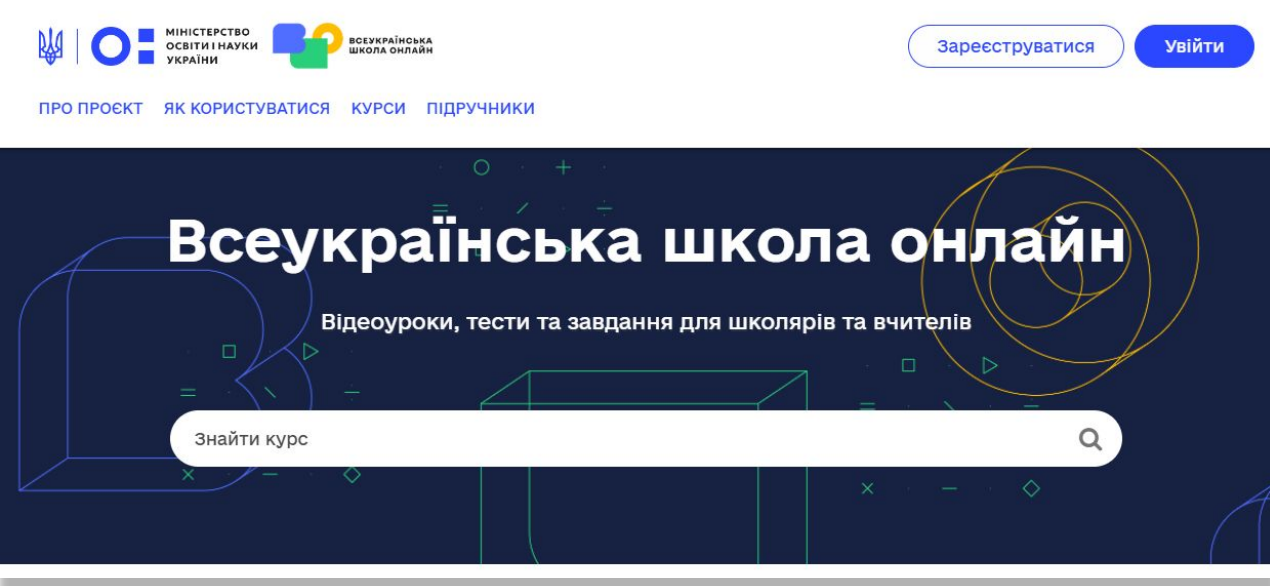 МІНІСТЕРСТВО
ОСВІТИ І НАУКИ
УКРАЇНИ
ВСЕУКРАЇНСЬКА
ШКОЛА ОНЛАЙН
Зареєструватися
Увійти
ПРО ПРОЄКТ ЯК КОРИСТУВАТИСЯ КУРСИ ПІДРУЧНИКИ
Всеукраїнська школа онлайн
Відеоуроки, тести та завдання для школярів та вчителів
Знайти курс